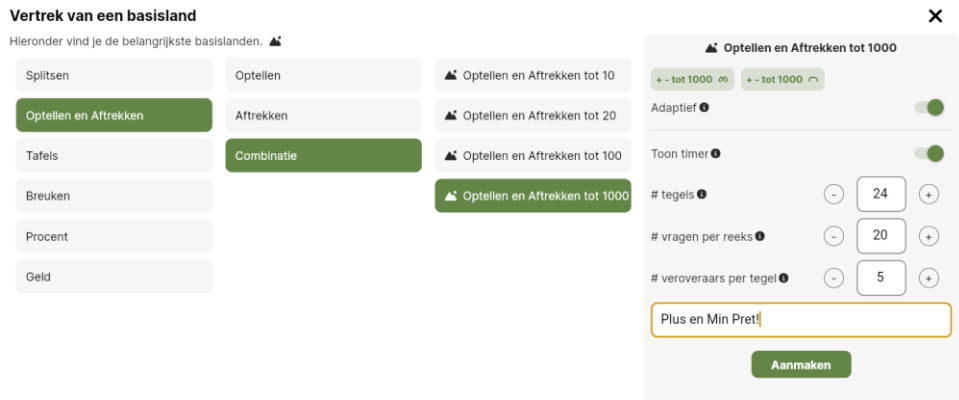 Vertrek van een basisland
Hieronder vind je de belangrijkste basislanden.
Splitsen
Optellen en Aftrekken
Tafels
Breuken
Procent
Geld
Optellen
Aftrekken
Combinatie
Optellen en Aftrekken tot 10
Optellen en Aftrekken tot 20
Optellen en Aftrekken tot 100
Optellen en Aftrekken tot 1000
Optellen en Aftrekken tot 1000
+ - tot 1000 + - tot 1000
Adaptief
Toon timer
# tegels - 24 +
# vragen per reeks - 20 +
# veroveraars per tegel - 5 +
Plus en Min Pret!
Aanmaken